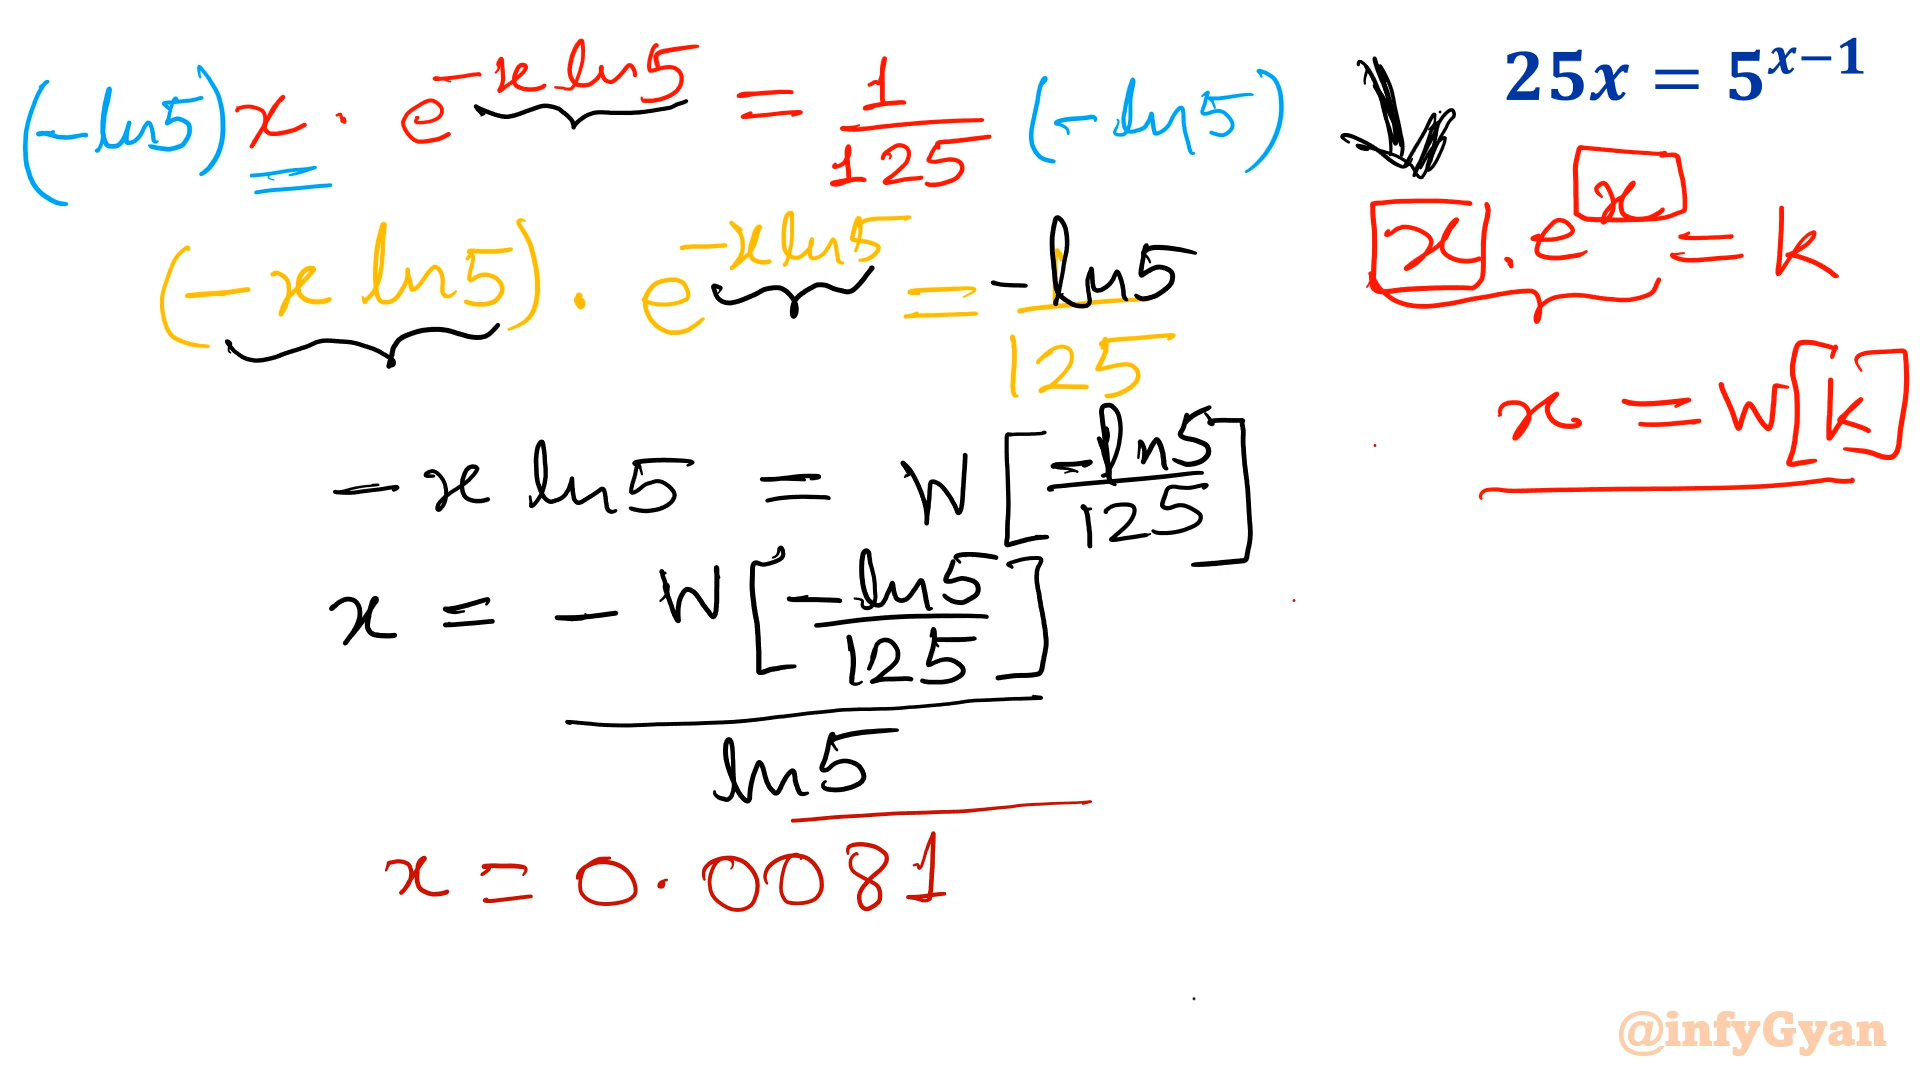 25x = 5^{x-1}
(-ln5) x · e^{-x ln5} = 1/125 (-ln5)
x · e^x = k
(-x ln5) · e^{-x ln5} = -ln5/125
x = W[k]
-x ln5 = W[-ln5/125]
x = -W[-ln5/125]/ln5
x = 0.0081
@infyGyan